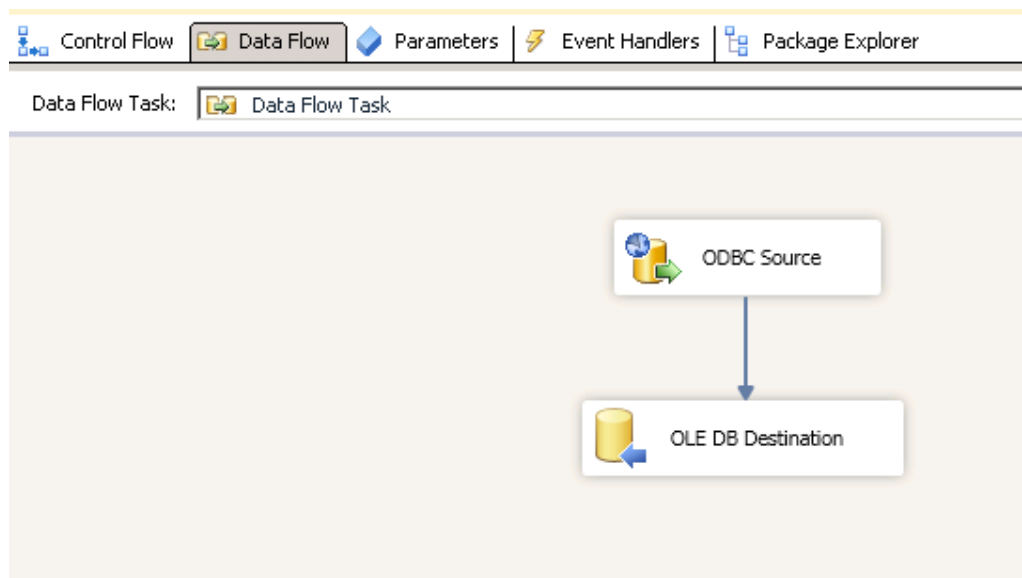 Control Flow Data Flow Parameters Event Handlers Package Explorer
Data Flow Task: Data Flow Task
ODBC Source
OLE DB Destination